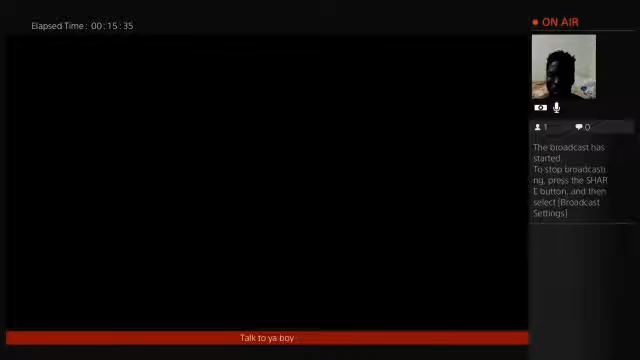 Elapsed Time: 00:15:35
ON AIR
1 0
The broadcast has
started.
To stop broadcasti
ng, press the SHAR
E button, and then
select [Broadcast
Settings]
Talk to ya boy